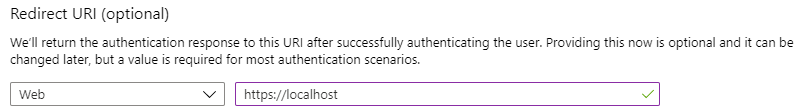 Redirect URI (optional)
We'll return the authentication response to this URI after successfully authenticating the user. Providing this now is optional and it can be
changed later, but a value is required for most authentication scenarios.
Web
https://localhost